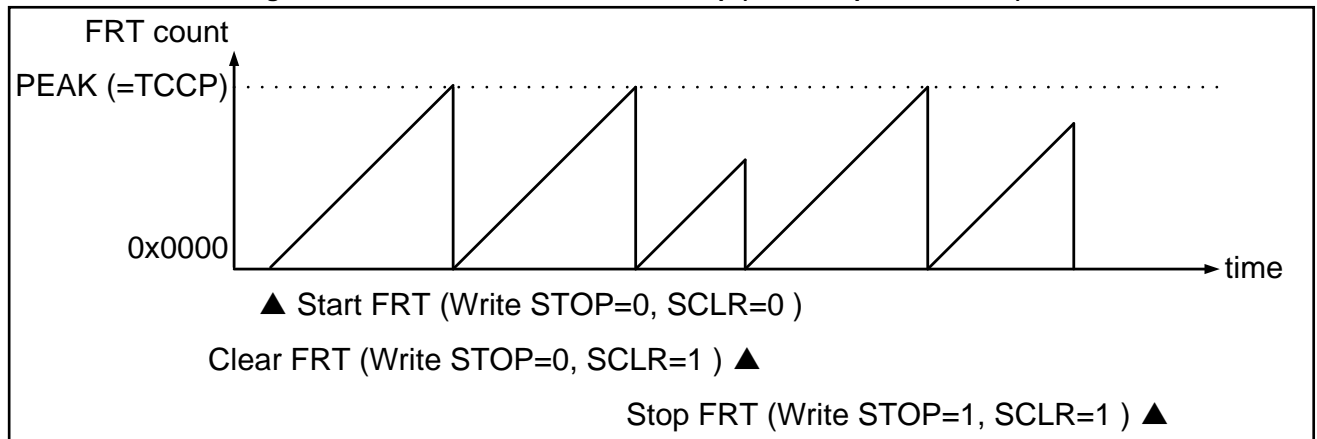 FRT count
PEAK (=TCCP)
0x0000
time
▲ Start FRT (Write STOP=0, SCLR=0 )
Clear FRT (Write STOP=0, SCLR=1 ) ▲
Stop FRT (Write STOP=1, SCLR=1 ) ▲